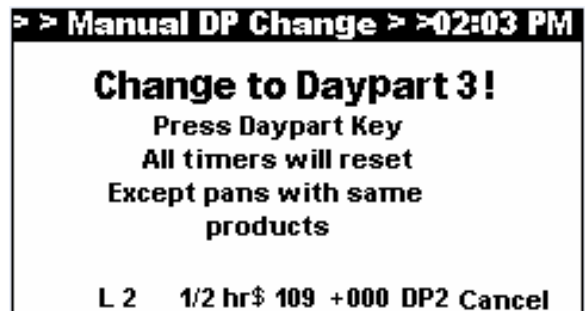 > > Manual DP Change > >02:03 PM
Change to Daypart 3!
Press Daypart Key
All timers will reset
Except pans with same
products
L 2 1/2 hr$ 109 +000 DP2 Cancel